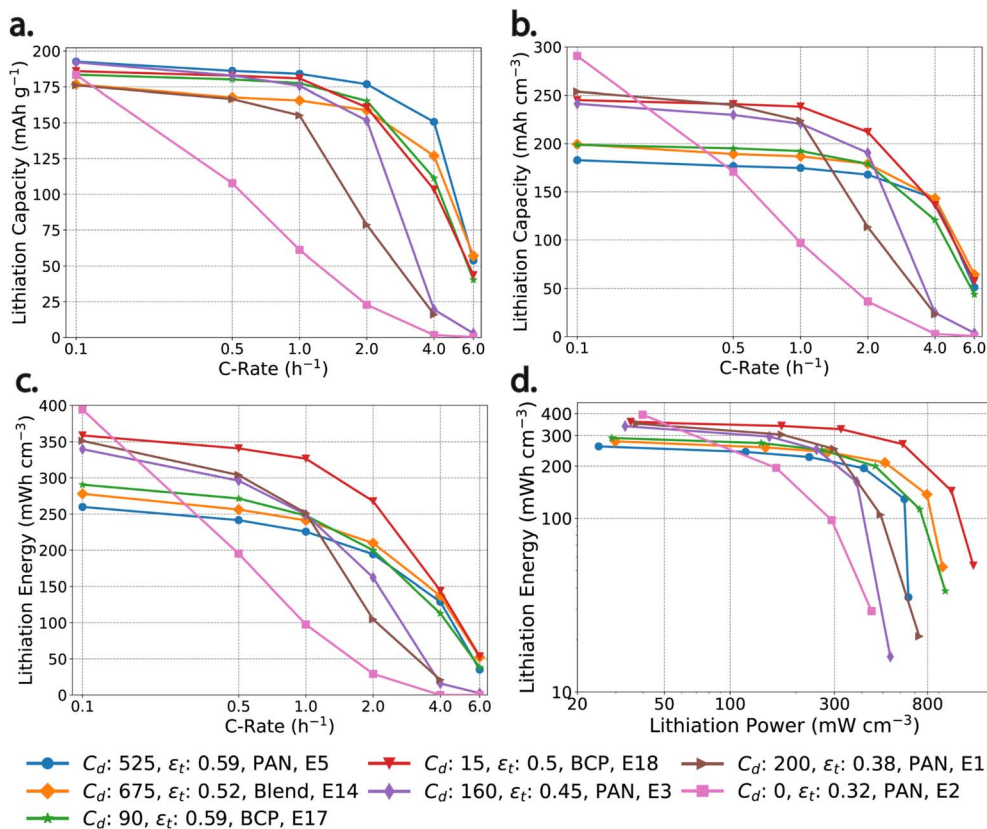 a.
200
175
150
125
100
75
50
25
0
Lithiation Capacity (mAh g⁻¹)
0.1 0.5 1.0 2.0 4.0 6.0
C-Rate (h⁻¹)
b.
300
250
200
150
100
50
0
Lithiation Capacity (mAh cm⁻³)
0.1 0.5 1.0 2.0 4.0 6.0
C-Rate (h⁻¹)
c.
400
350
300
250
200
150
100
50
0
Lithiation Energy (mWh cm⁻³)
0.1 0.5 1.0 2.0 4.0 6.0
C-Rate (h⁻¹)
d.
400
300
200
100
10
Lithiation Energy (mWh cm⁻³)
20 100 300 800
Lithiation Power (mW cm⁻³)
C_d: 525, ε_t: 0.59, PAN, E5
C_d: 675, ε_t: 0.52, Blend, E14
C_d: 90, ε_t: 0.59, BCP, E17
C_d: 15, ε_t: 0.5, BCP, E18
C_d: 160, ε_t: 0.45, PAN, E3
C_d: 200, ε_t: 0.38, PAN, E1
C_d: 0, ε_t: 0.32, PAN, E2